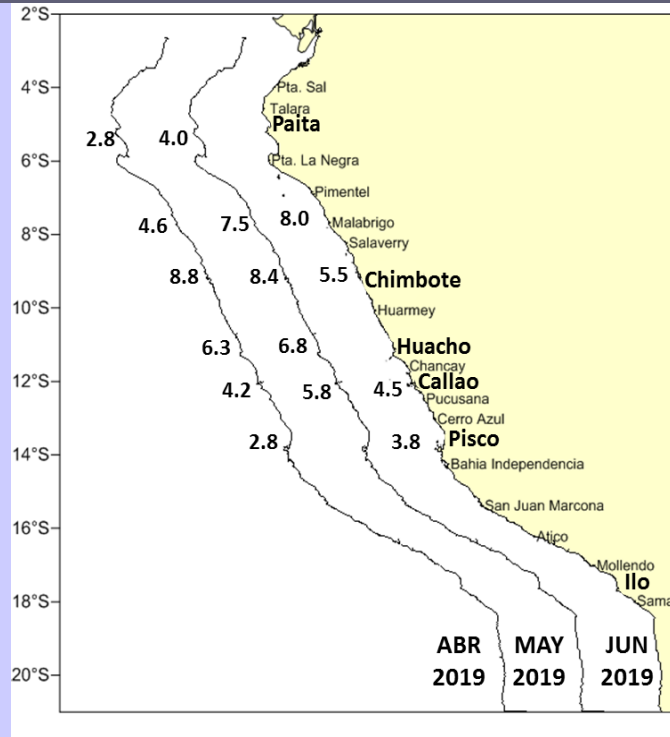 2°S
4°S
Pta. Sal
Talara
Paita
2.8 4.0
6°S
Pta. La Negra
Pimentel
8.0
4.6 7.5 Malabrigo
8°S
Salaverry
8.8 8.4 5.5 Chimbote
10°S
Huarmey
6.3 6.8 Huacho
Chancay
12°S
4.2 5.8 4.5 Callao
Pucusana
Cerro Azul
2.8 3.8 Pisco
14°S
Bahia Independencia
San Juan Marcona
16°S
Atico
Mollendo
Ilo
18°S
Sama
ABR MAY JUN
2019 2019 2019
20°S